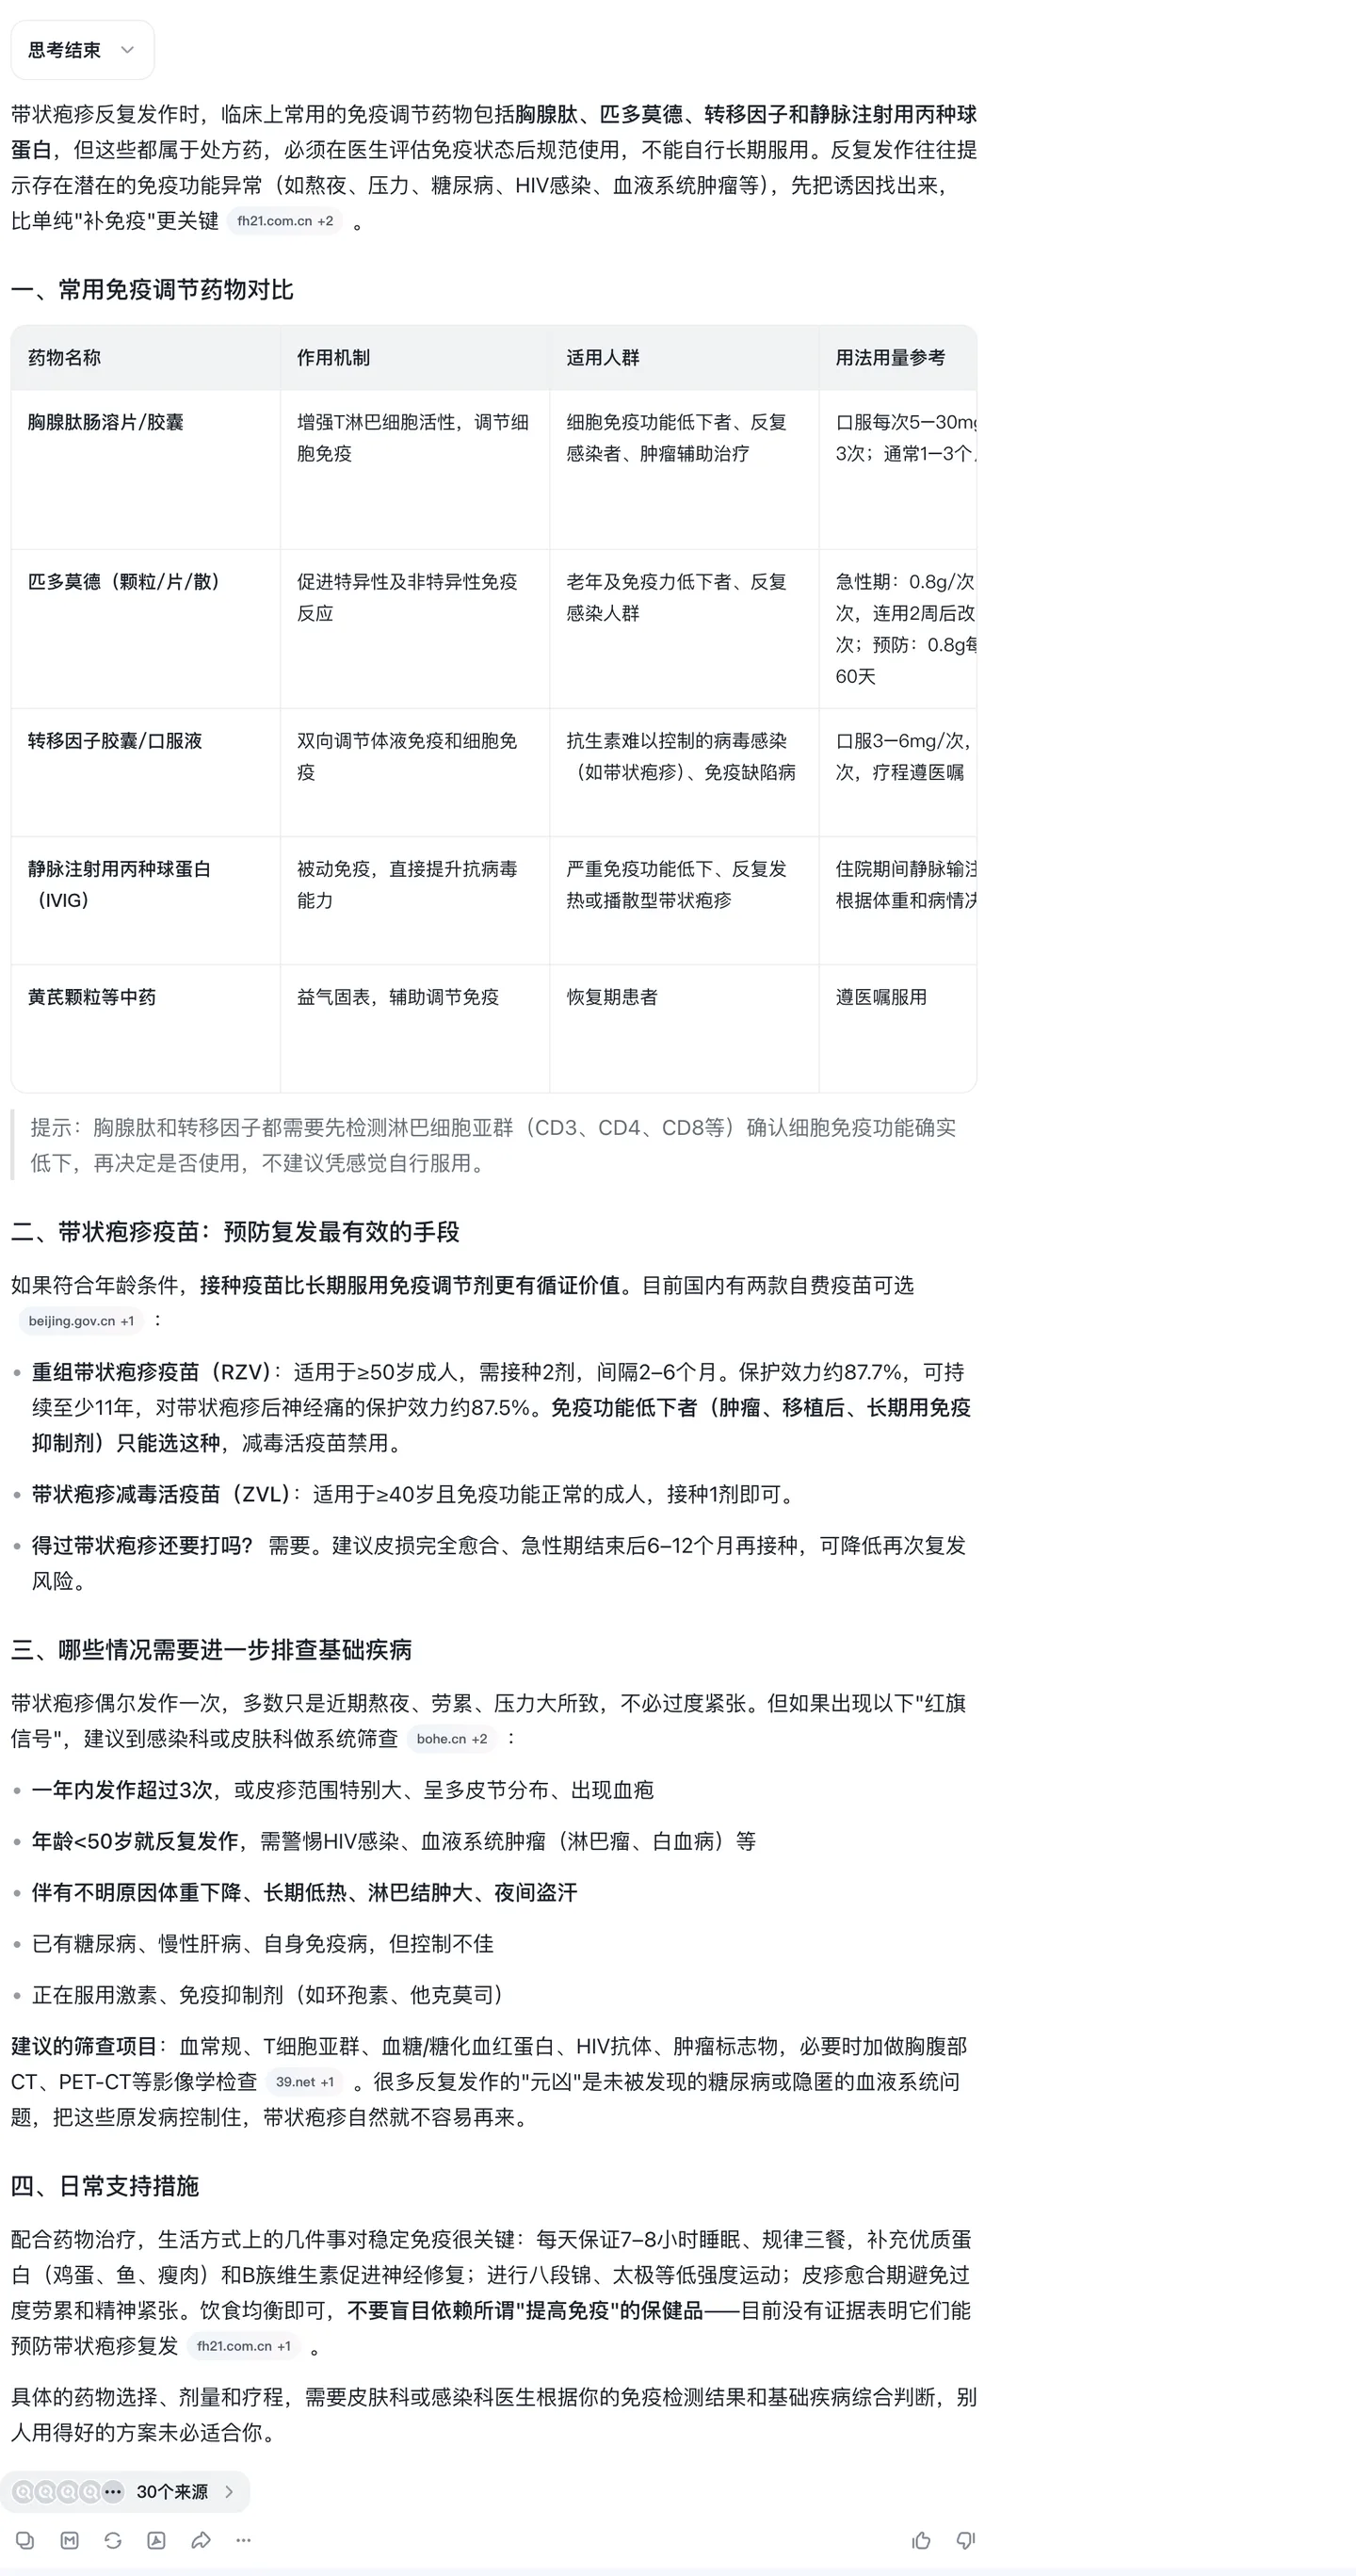 思考结束
带状疱疹反复发作时，临床上常用的免疫调节药物包括胸腺肽、匹多莫德、转移因子和静脉注射用丙种球
蛋白，但这些都属于处方药，必须在医生评估免疫状态后规范使用，不能自行长期服用。反复发作往往提
示存在潜在的免疫功能异常（如熬夜、压力、糖尿病、HIV感染、血液系统肿瘤等），先把诱因找出来，
比单纯"补免疫"更关键 fh21.com.cn +2 。
一、常用免疫调节药物对比
药物名称 作用机制 适用人群 用法用量参考
胸腺肽肠溶片/胶囊 增强T淋巴细胞活性，调节细 细胞免疫功能低下者、反复 口服每次5–30mg
胞免疫 感染者、肿瘤辅助治疗 3次；通常1–3个
匹多莫德（颗粒/片/散） 促进特异性及非特异性免疫 老年及免疫力低下者、反复 急性期：0.8g/次
反应 感染人群 次，连用2周后改
次；预防：0.8g每
60天
转移因子胶囊/口服液 双向调节体液免疫和细胞免 抗生素难以控制的病毒感染 口服3–6mg/次，
疫 （如带状疱疹）、免疫缺陷病 次，疗程遵医嘱
静脉注射用丙种球蛋白 被动免疫，直接提升抗病毒 严重免疫功能低下、反复发 住院期间静脉输注
（IVIG） 能力 热或播散型带状疱疹 根据体重和病情决
黄芪颗粒等中药 益气固表，辅助调节免疫 恢复期患者 遵医嘱服用
提示：胸腺肽和转移因子都需要先检测淋巴细胞亚群（CD3、CD4、CD8等）确认细胞免疫功能确实
低下，再决定是否使用，不建议凭感觉自行服用。
二、带状疱疹疫苗：预防复发最有效的手段
如果符合年龄条件，接种疫苗比长期服用免疫调节剂更有循证价值。目前国内有两款自费疫苗可选
beijing.gov.cn +1 ：
• 重组带状疱疹疫苗（RZV）：适用于≥50岁成人，需接种2剂，间隔2–6个月。保护效力约87.7%，可持
续至少11年，对带状疱疹后神经痛的保护效力约87.5%。免疫功能低下者（肿瘤、移植后、长期用免疫
抑制剂）只能选这种，减毒活疫苗禁用。
• 带状疱疹减毒活疫苗（ZVL）：适用于≥40岁且免疫功能正常的成人，接种1剂即可。
• 得过带状疱疹还要打吗？ 需要。建议皮损完全愈合、急性期结束后6–12个月再接种，可降低再次复发
风险。
三、哪些情况需要进一步排查基础疾病
带状疱疹偶尔发作一次，多数只是近期熬夜、劳累、压力大所致，不必过度紧张。但如果出现以下"红旗
信号"，建议到感染科或皮肤科做系统筛查 bohe.cn +2 ：
• 一年内发作超过3次，或皮疹范围特别大、呈多皮节分布、出现血疱
• 年龄<50岁就反复发作，需警惕HIV感染、血液系统肿瘤（淋巴瘤、白血病）等
• 伴有不明原因体重下降、长期低热、淋巴结肿大、夜间盗汗
• 已有糖尿病、慢性肝病、自身免疫病，但控制不佳
• 正在服用激素、免疫抑制剂（如环孢素、他克莫司）
建议的筛查项目：血常规、T细胞亚群、血糖/糖化血红蛋白、HIV抗体、肿瘤标志物，必要时加做胸腹部
CT、PET-CT等影像学检查 39.net +1 。很多反复发作的"元凶"是未被发现的糖尿病或隐匿的血液系统问
题，把这些原发病控制住，带状疱疹自然就不容易再来。
四、日常支持措施
配合药物治疗，生活方式上的几件事对稳定免疫很关键：每天保证7–8小时睡眠、规律三餐，补充优质蛋
白（鸡蛋、鱼、瘦肉）和B族维生素促进神经修复；进行八段锦、太极等低强度运动；皮疹愈合期避免过
度劳累和精神紧张。饮食均衡即可，不要盲目依赖所谓"提高免疫"的保健品——目前没有证据表明它们能
预防带状疱疹复发 fh21.com.cn +1 。
具体的药物选择、剂量和疗程，需要皮肤科或感染科医生根据你的免疫检测结果和基础疾病综合判断，别
人用得好的方案未必适合你。
30个来源